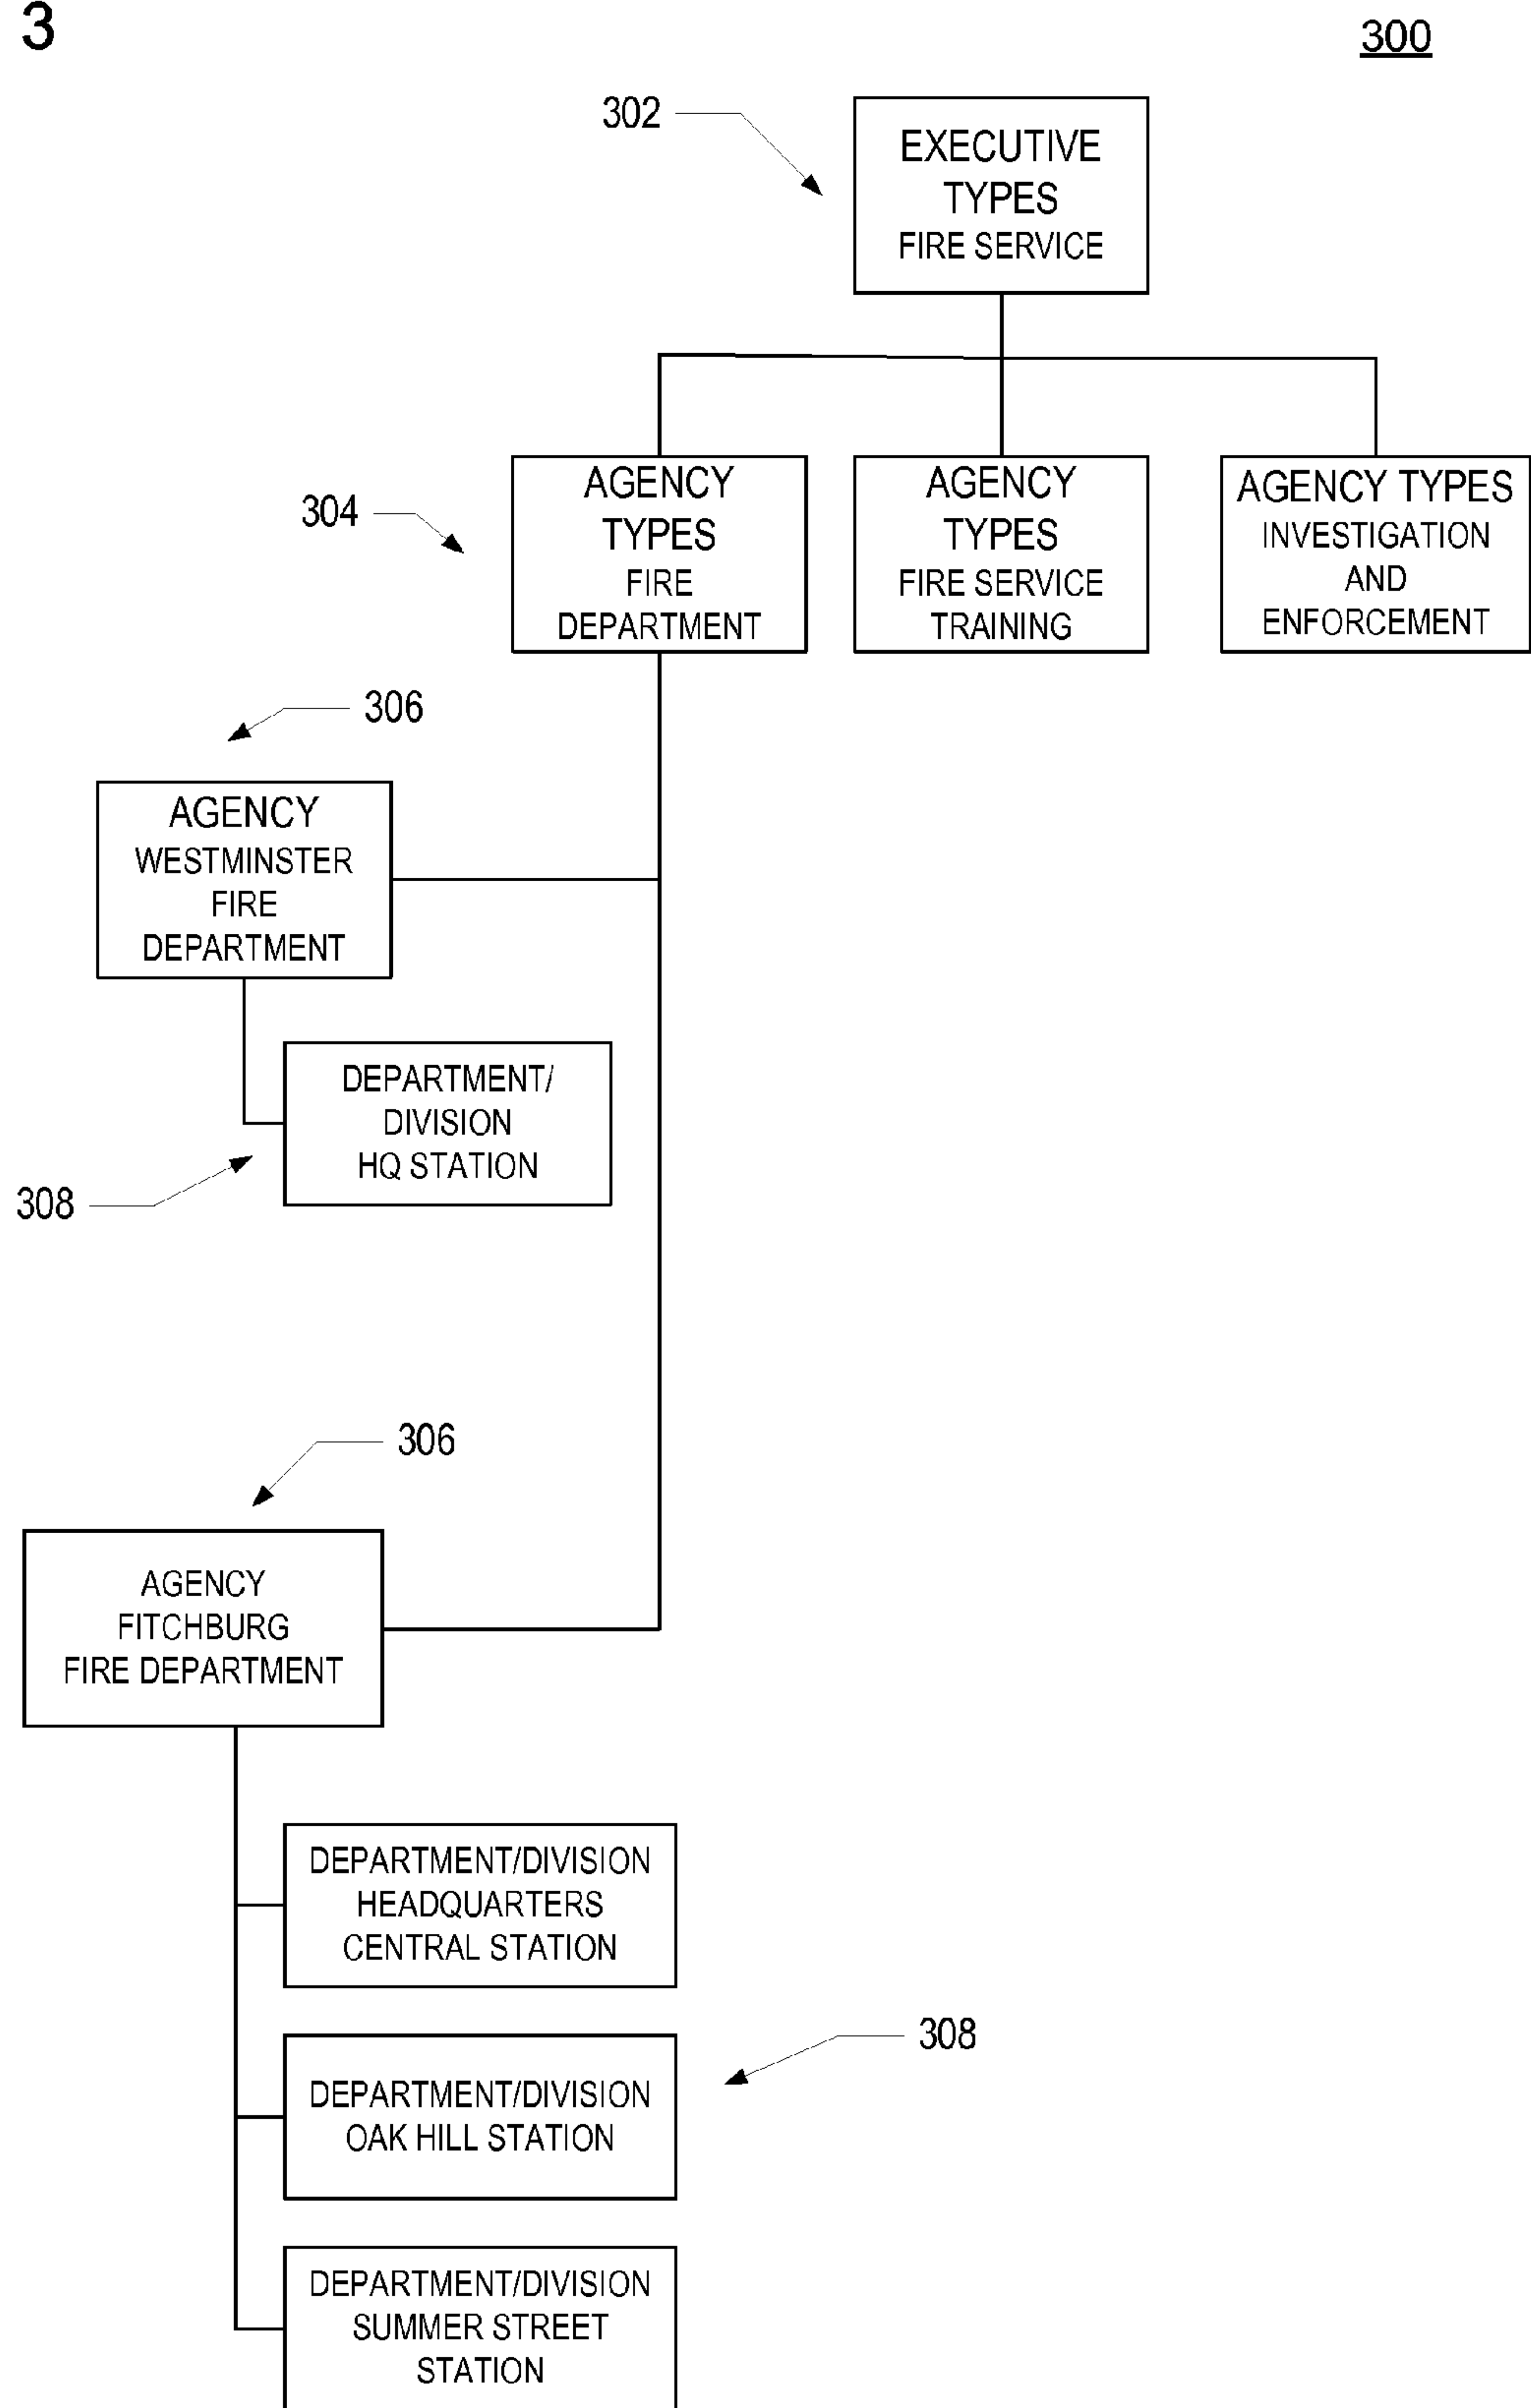 3
300
302
EXECUTIVE
TYPES
FIRE SERVICE
304
AGENCY
TYPES
FIRE
DEPARTMENT
AGENCY
TYPES
FIRE SERVICE
TRAINING
AGENCY TYPES
INVESTIGATION
AND
ENFORCEMENT
306
AGENCY
WESTMINSTER
FIRE
DEPARTMENT
DEPARTMENT/
DIVISION
HQ STATION
308
306
AGENCY
FITCHBURG
FIRE DEPARTMENT
DEPARTMENT/DIVISION
HEADQUARTERS
CENTRAL STATION
308
DEPARTMENT/DIVISION
OAK HILL STATION
DEPARTMENT/DIVISION
SUMMER STREET
STATION